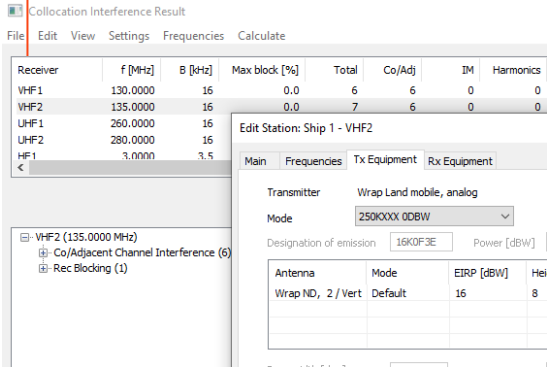 Collocation Interference Result
File Edit View Settings Frequencies Calculate
Receiver f [MHz] B [kHz] Max block [%] Total Co/Adj IM Harmonics
VHF1 130.0000 16 0.0 6 6 0 0
VHF2 135.0000 16 0.0 7 6 0 0
UHF1 260.0000 16
UHF2 280.0000 16
HF1 3.0000 3.5
Edit Station: Ship 1 - VHF2
Main Frequencies Tx Equipment Rx Equipment
Transmitter Wrap Land mobile, analog
Mode 250KXXX 0DBW
Designation of emission 16K0F3E Power [dBW]
Antenna Mode EIRP [dBW] Hei
Wrap ND, 2 / Vert Default 16 8
VHF2 (135.0000 MHz)
Co/Adjacent Channel Interference (6)
Rec Blocking (1)